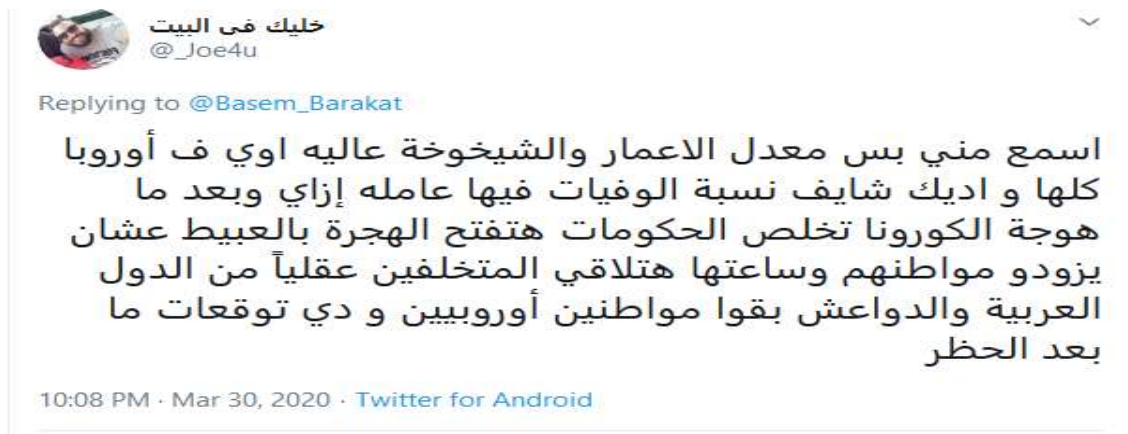 خليك فى البيت
@_Joe4u
Replying to @Basem_Barakat
اسمع مني بس معدل الاعمار والشيخوخة عاليه اوي ف أوروبا
كلها و اديك شايف نسبة الوفيات فيها عامله إزاي وبعد ما
هوجة الكورونا تخلص الحكومات هتفتح الهجرة بالعبيط عشان
يزودو مواطنهم وساعتها هتلاقي المتخلفين عقلياً من الدول
العربية والدواعش بقوا مواطنين أوروبيين و دي توقعات ما
بعد الحظر
10:08 PM · Mar 30, 2020 · Twitter for Android